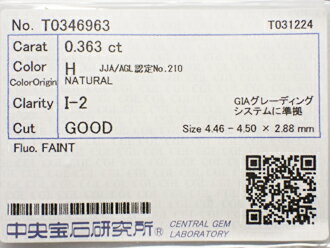 No. T0346963 T031224
Carat 0.363 ct
Color H JJA/AGL認定No.210
ColorOrigin NATURAL
Clarity I-2 GIAグレーディング
システムに準拠
Cut GOOD Size 4.46 - 4.50 × 2.88 mm
Fluo. FAINT
中央宝石研究所® CENTRAL GEM
LABORATORY